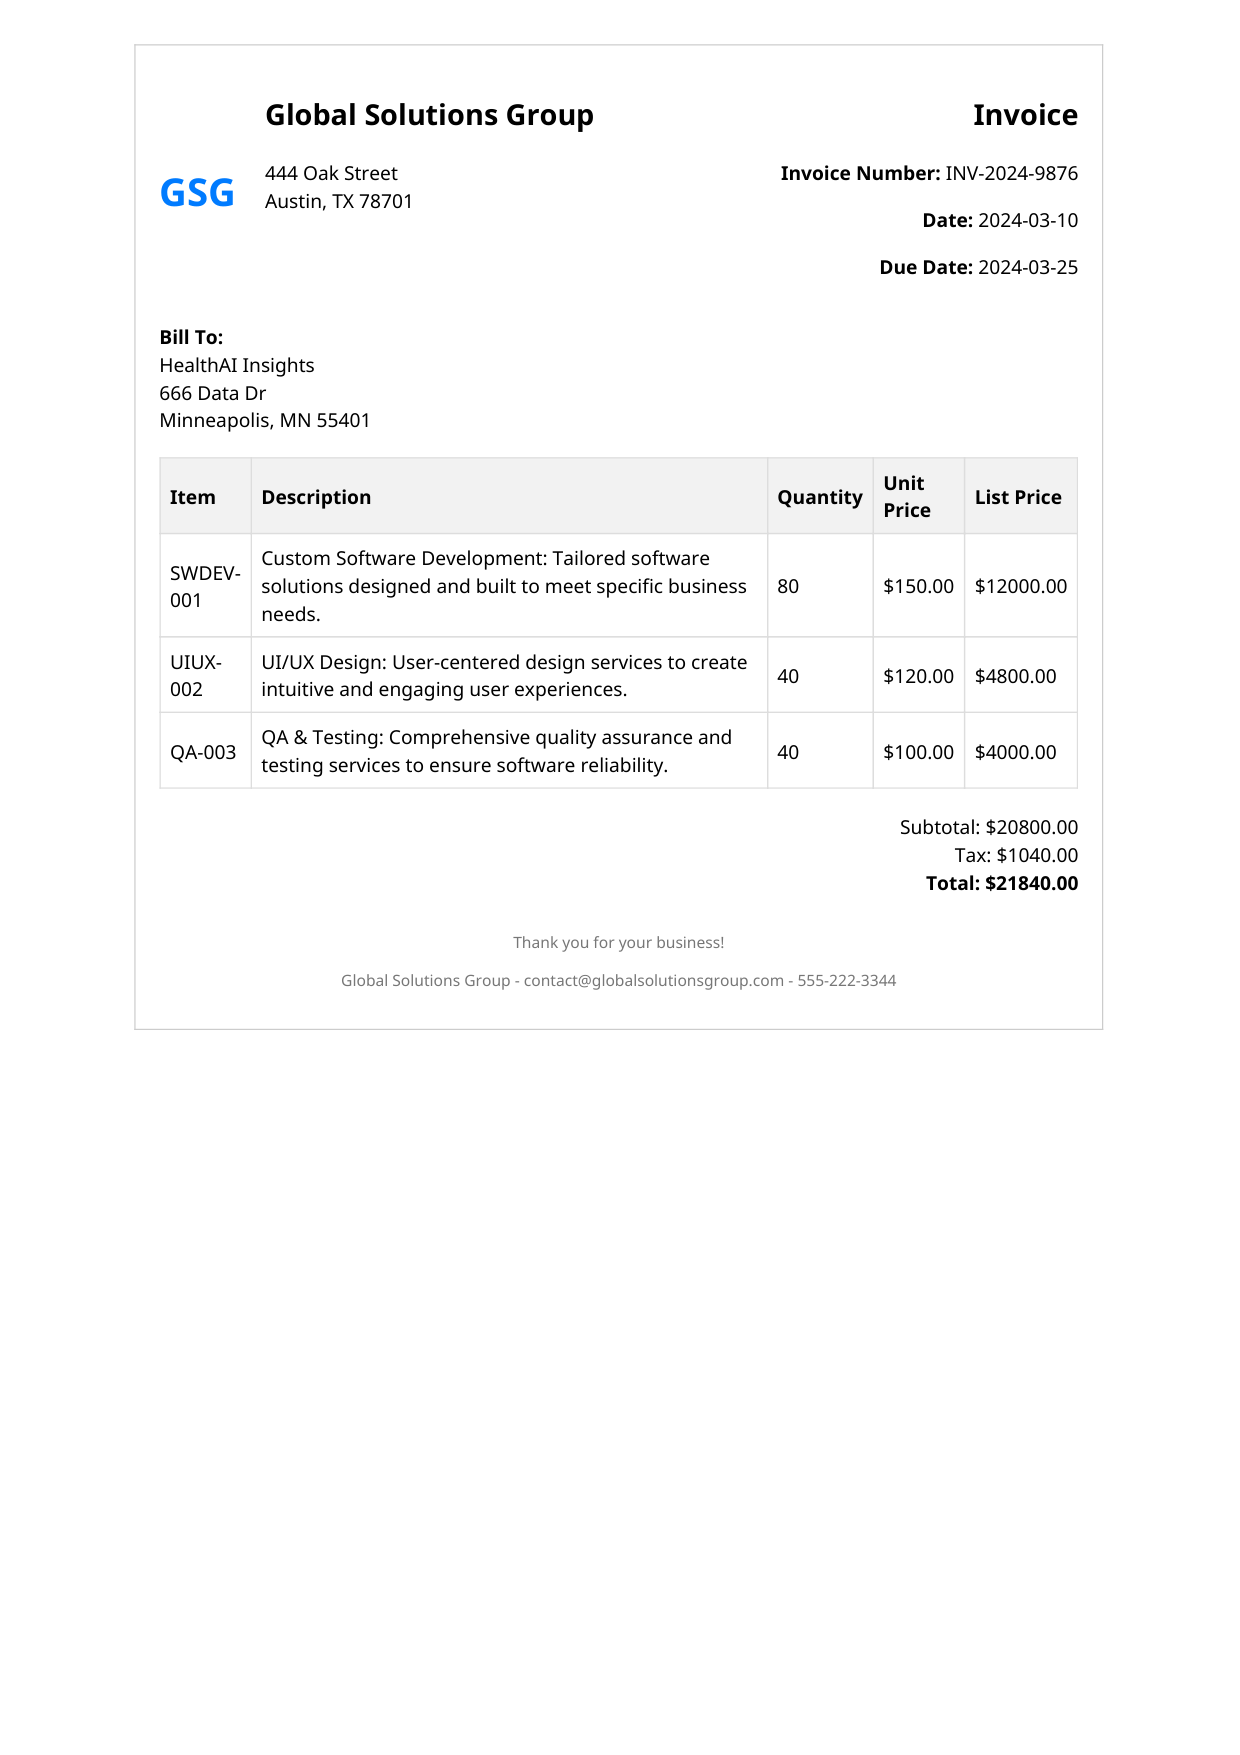 GSG
Global Solutions Group
444 Oak Street
Austin, TX 78701
Invoice
Invoice Number: INV-2024-9876
Date: 2024-03-10
Due Date: 2024-03-25
Bill To:
HealthAI Insights
666 Data Dr
Minneapolis, MN 55401
Item Description Quantity Unit Price List Price
SWDEV-001 Custom Software Development: Tailored software solutions designed and built to meet specific business needs. 80 $150.00 $12000.00
UIUX-002 UI/UX Design: User-centered design services to create intuitive and engaging user experiences. 40 $120.00 $4800.00
QA-003 QA & Testing: Comprehensive quality assurance and testing services to ensure software reliability. 40 $100.00 $4000.00
Subtotal: $20800.00
Tax: $1040.00
Total: $21840.00
Thank you for your business!
Global Solutions Group - contact@globalsolutionsgroup.com - 555-222-3344